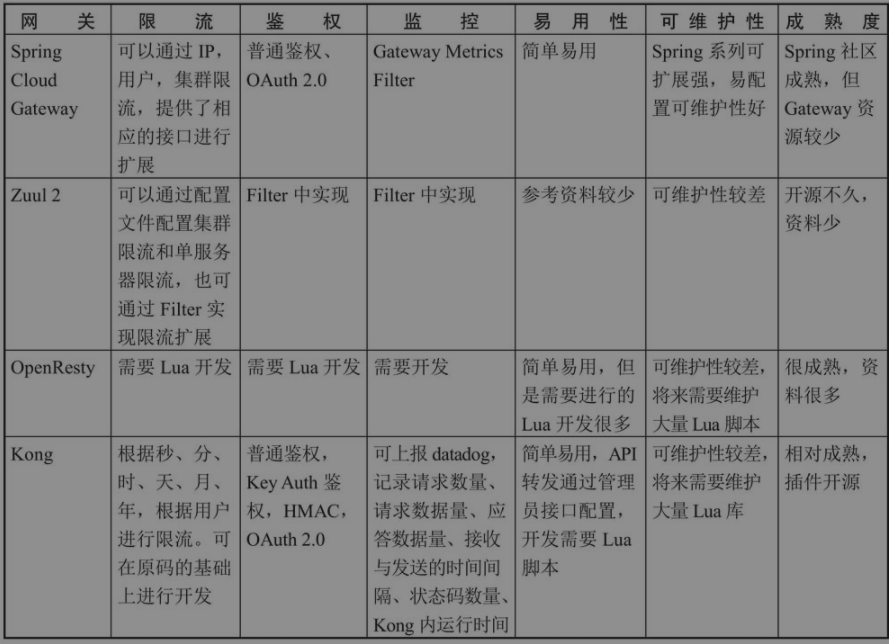 网关 限流 鉴权 监控 易用性 可维护性 成熟度
Spring
Cloud
Gateway
可以通过 IP，
用户，集群限
流，提供了相
应的接口进行
扩展
普通鉴权、
OAuth 2.0
Gateway Metrics
Filter
简单易用
Spring 系列可
扩展强，易配
置可维护性好
Spring 社区
成熟，但
Gateway 资
源较少
Zuul 2
可以通过配置
文件配置集群
限流和单服务
器限流，也可
通过 Filter 实
现限流扩展
Filter 中实现
Filter 中实现
参考资料较少
可维护性较差
开源不久，
资料少
OpenResty
需要 Lua 开发
需要 Lua 开发
需要开发
简单易用，但
是需要进行的
Lua 开发很多
可维护性较差，
将来需要维护
大量 Lua 脚本
很成熟，资
料很多
Kong
根据秒、分、
时、天、月、
年，根据用户
进行限流。可
在原码的基础
上进行开发
普通鉴权，
Key Auth 鉴
权，HMAC，
OAuth 2.0
可上报 datadog，
记录请求数量、
请求数据量、应
答数据量、接收
与发送的时间间
隔、状态码数量、
Kong 内运行时间
简单易用，API
转发通过管理
员接口配置，
开发需要 Lua
脚本
可维护性较差，
将来需要维护
大量 Lua 库
相对成熟，
插件开源